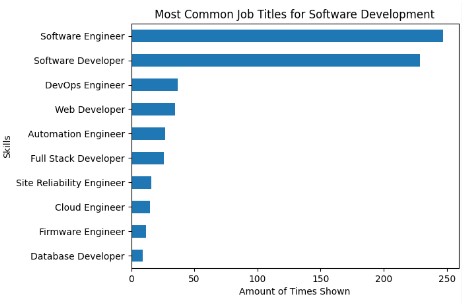 Most Common Job Titles for Software Development
Software Engineer
Software Developer
DevOps Engineer
Web Developer
Automation Engineer
Full Stack Developer
Site Reliability Engineer
Cloud Engineer
Firmware Engineer
Database Developer
Skills
0 50 100 150 200 250
Amount of Times Shown